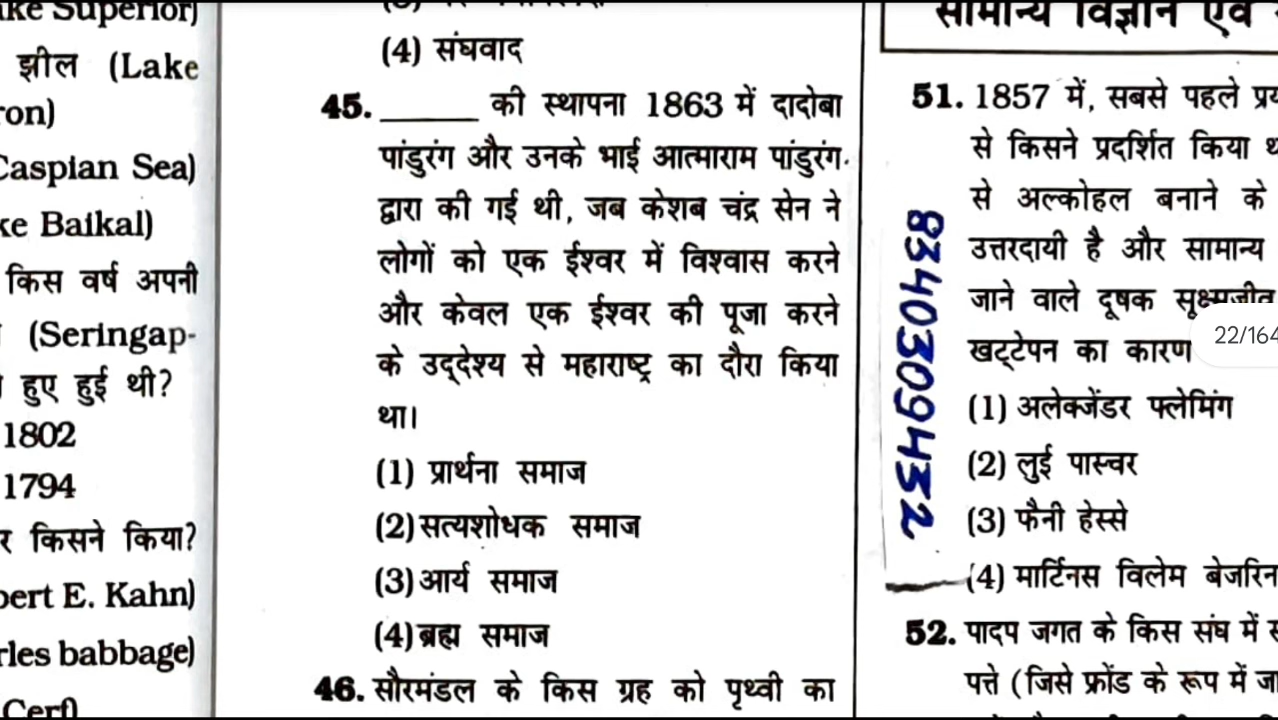 ake Superior)
झील (Lake
ron)
Caspian Sea)
ke Baikal)
किस वर्ष अपनी
(Seringap-
हुए हुई थी?
1802
1794
र किसने किया?
bert E. Kahn)
rles babbage)
Cerf)
(4) संघवाद
45. ______ की स्थापना 1863 में दादोबा
पांडुरंग और उनके भाई आत्माराम पांडुरंग
द्वारा की गई थी, जब केशब चंद्र सेन ने
लोगों को एक ईश्वर में विश्वास करने
और केवल एक ईश्वर की पूजा करने
के उद्देश्य से महाराष्ट्र का दौरा किया
था।
(1) प्रार्थना समाज
(2) सत्यशोधक समाज
(3) आर्य समाज
(4) ब्रह्म समाज
46. सौरमंडल के किस ग्रह को पृथ्वी का
8340309432
सामान्य विज्ञान एवं
51. 1857 में, सबसे पहले प्रय
से किसने प्रदर्शित किया थ
से अल्कोहल बनाने के
उत्तरदायी है और सामान्य
जाने वाले दूषक सूक्ष्मजीव
खट्टेपन का कारण
22/164
(1) अलेक्जेंडर फ्लेमिंग
(2) लुई पास्चर
(3) फैनी हेस्से
(4) मार्टिनस विलेम बेजरिन
52. पादप जगत के किस संघ में स
पत्ते (जिसे फ्रोंड के रूप में जा